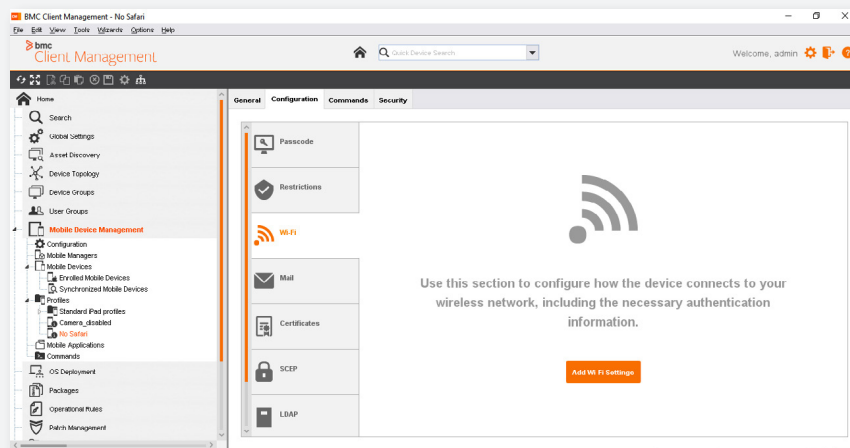 BMC Client Management - No Safari
File Edit View Tools Wizards Options Help
bmc
Client Management
Quick Device Search
Welcome, admin
Home
Search
Global Settings
Asset Discovery
Device Topology
Device Groups
User Groups
Mobile Device Management
Configuration
Mobile Managers
Mobile Devices
Enrolled Mobile Devices
Synchronized Mobile Devices
Profiles
Standard iPad profiles
Camera_disabled
No Safari
Mobile Applications
Commands
OS Deployment
Packages
Operational Rules
Patch Management
General Configuration Commands Security
Passcode
Restrictions
Wi-Fi
Mail
Certificates
SCEP
LDAP
Use this section to configure how the device connects to your
wireless network, including the necessary authentication
information.
Add Wi Fi Settings